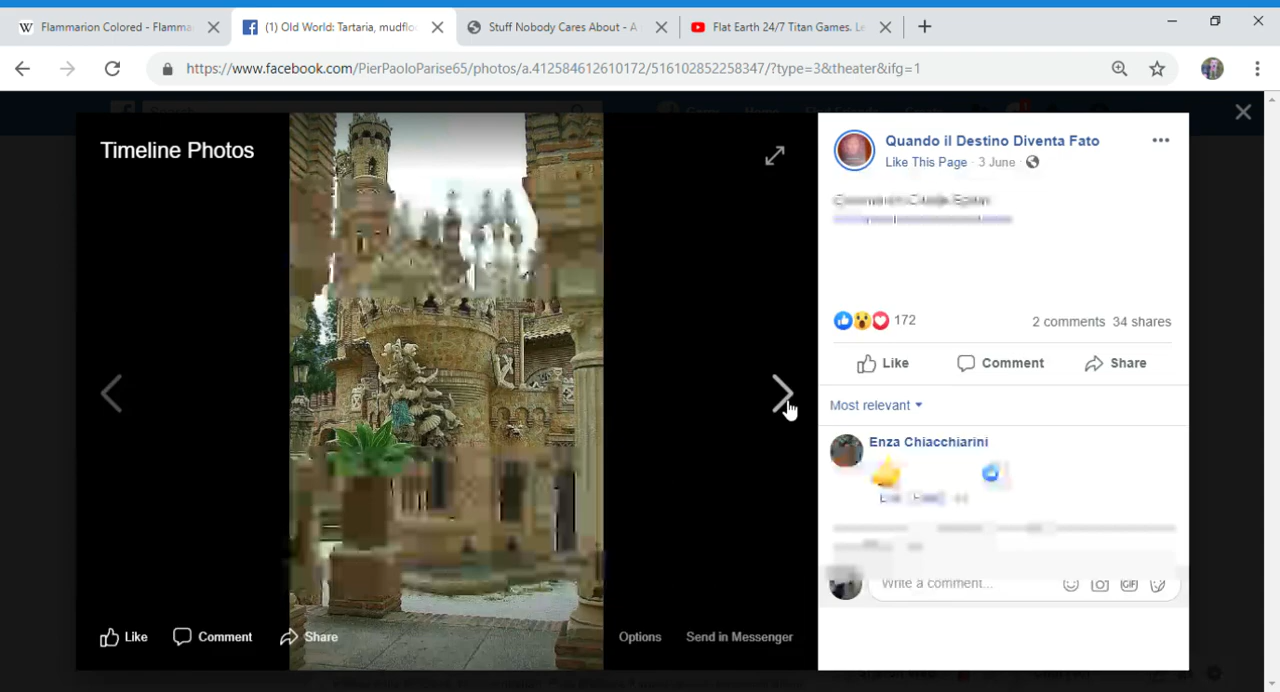 Flammarion Colored - Flamma
(1) Old World: Tartaria, mudflo
Stuff Nobody Cares About - A
Flat Earth 24/7 Titan Games. Le
https://www.facebook.com/PierPaoloParise65/photos/a.412584612610172/516102852258347/?type=3&theater&ifg=1
Timeline Photos
Quando il Destino Diventa Fato
Like This Page · 3 June
172
2 comments 34 shares
Like Comment Share
Most relevant
Enza Chiacchiarini
Write a comment...
GIF
Like Comment Share
Options Send in Messenger